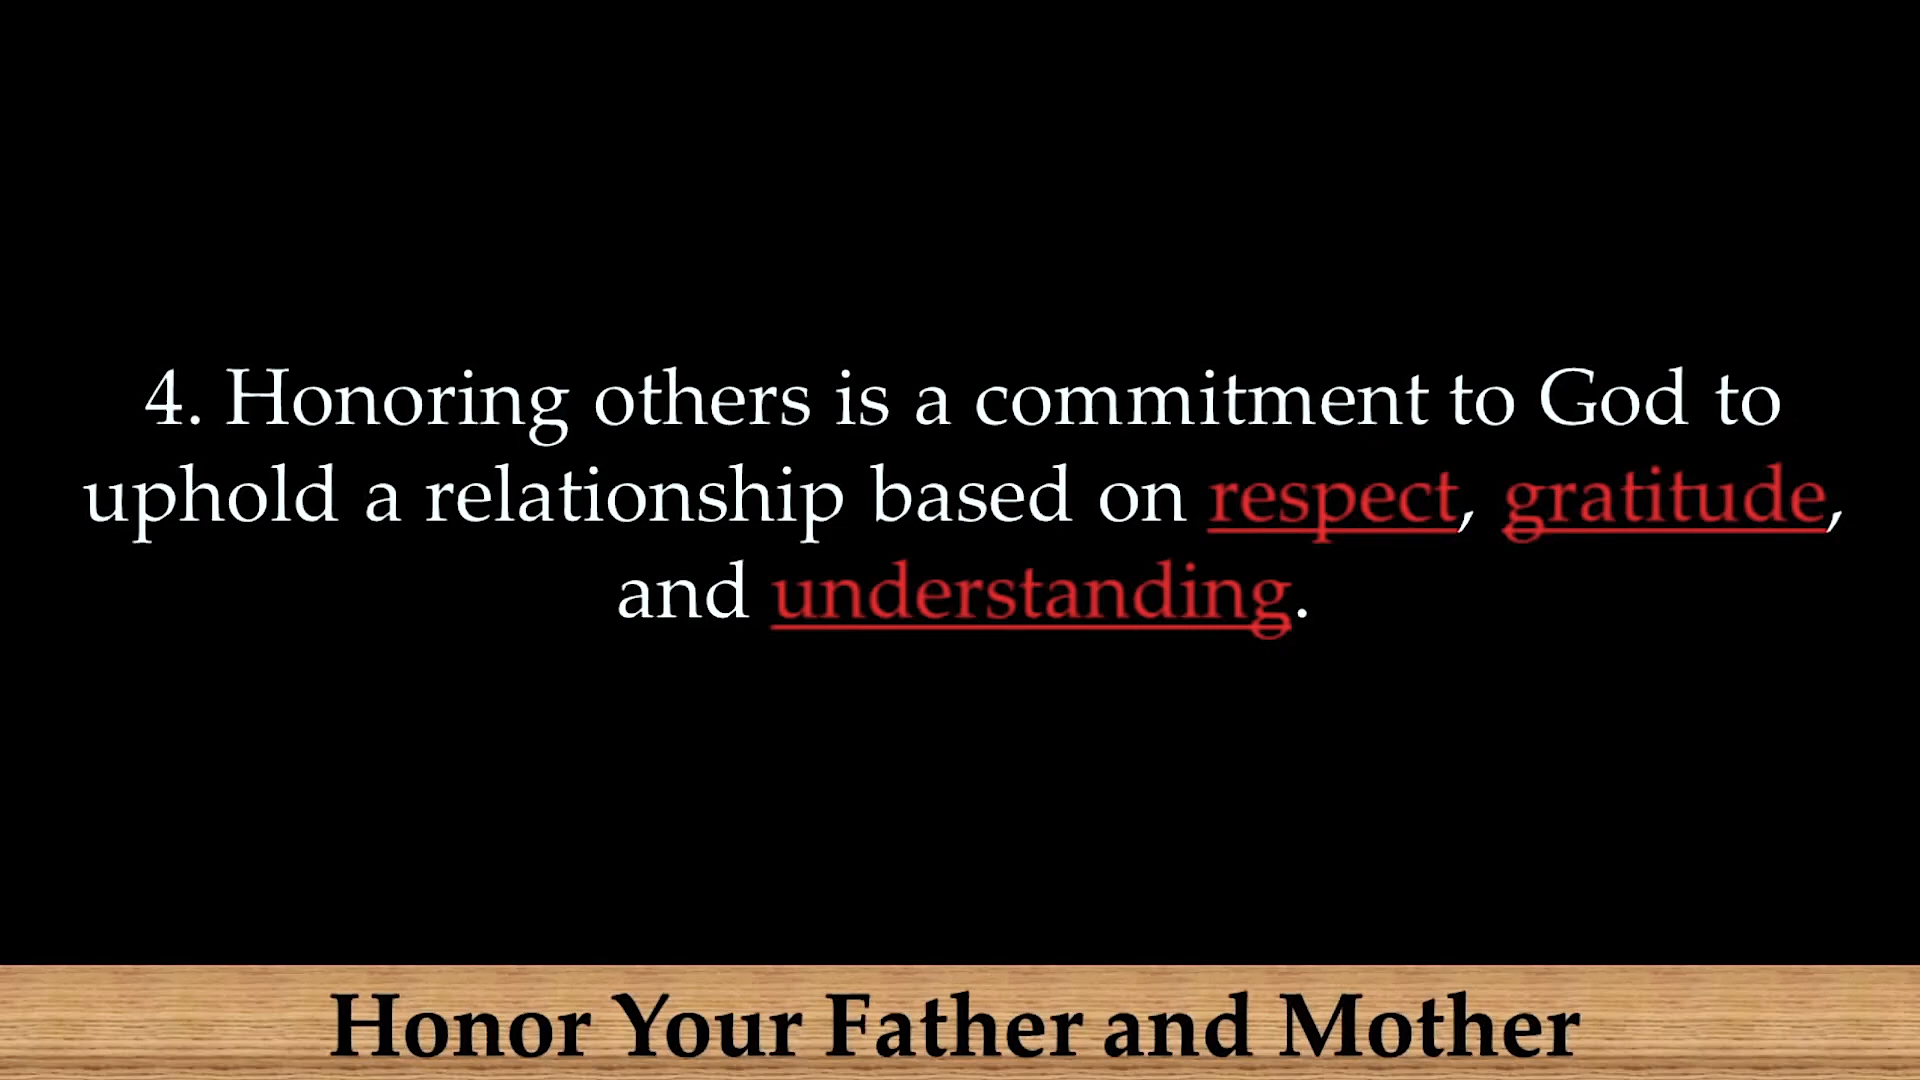 4. Honoring others is a commitment to God to
uphold a relationship based on respect, gratitude,
and understanding.
Honor Your Father and Mother